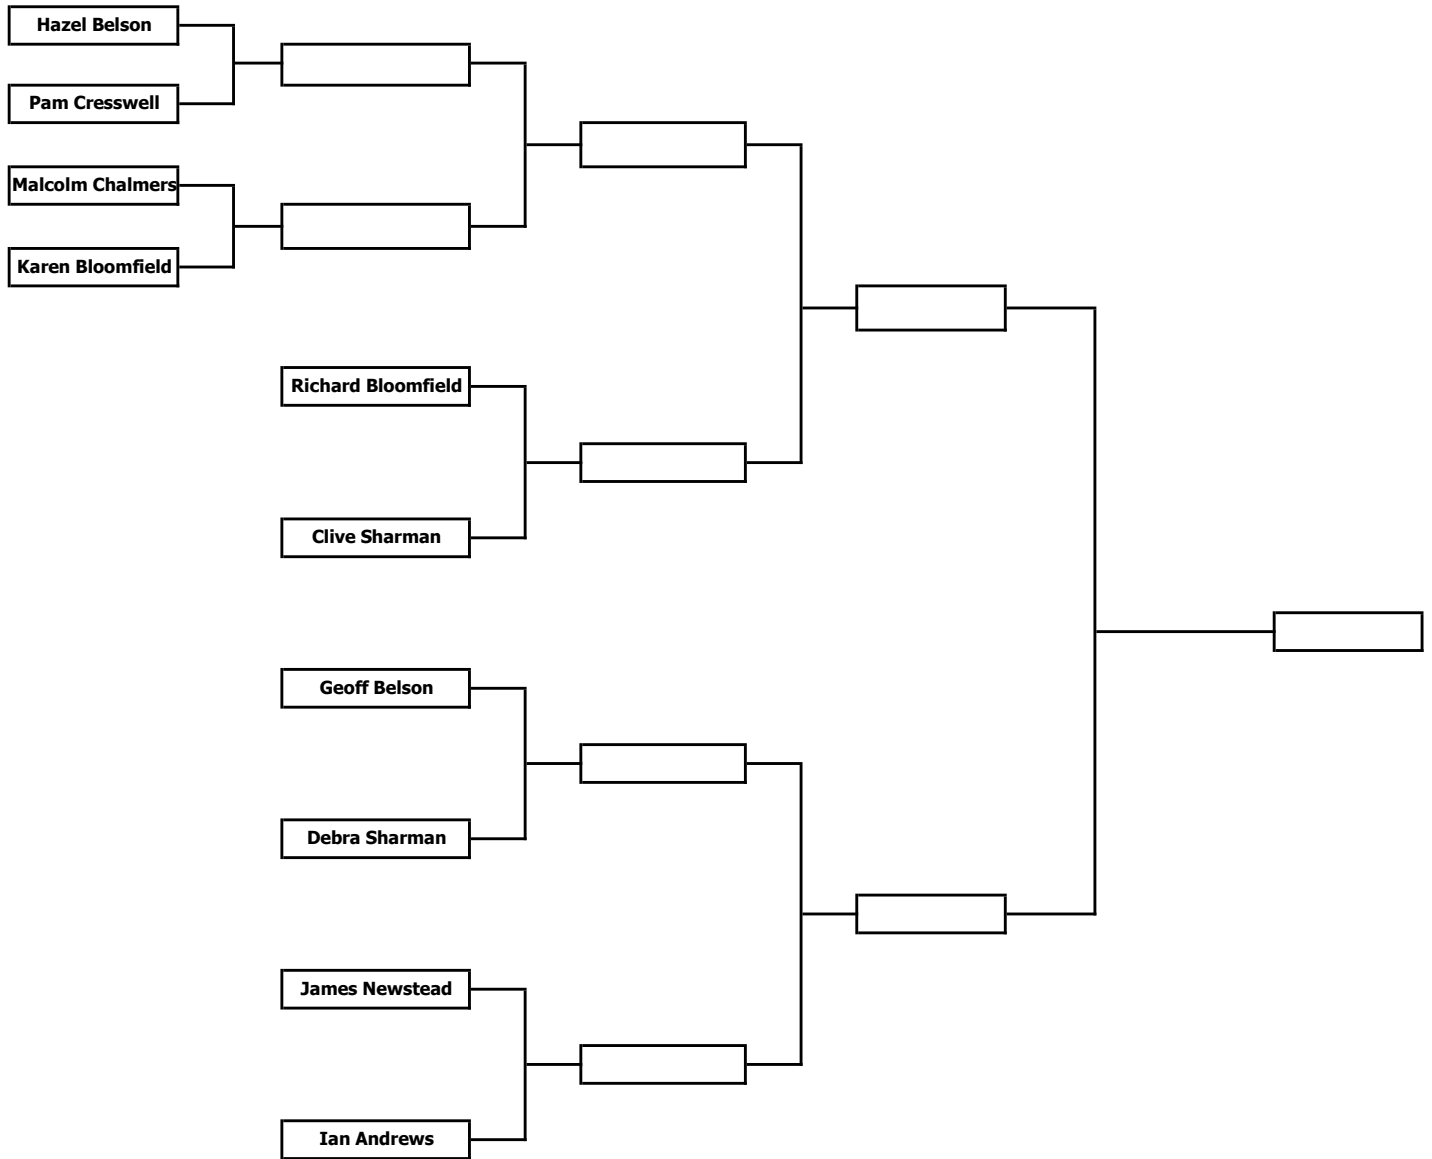 Hazel Belson
Pam Cresswell
Malcolm Chalmers
Karen Bloomfield
Richard Bloomfield
Clive Sharman
Geoff Belson
Debra Sharman
James Newstead
Ian Andrews